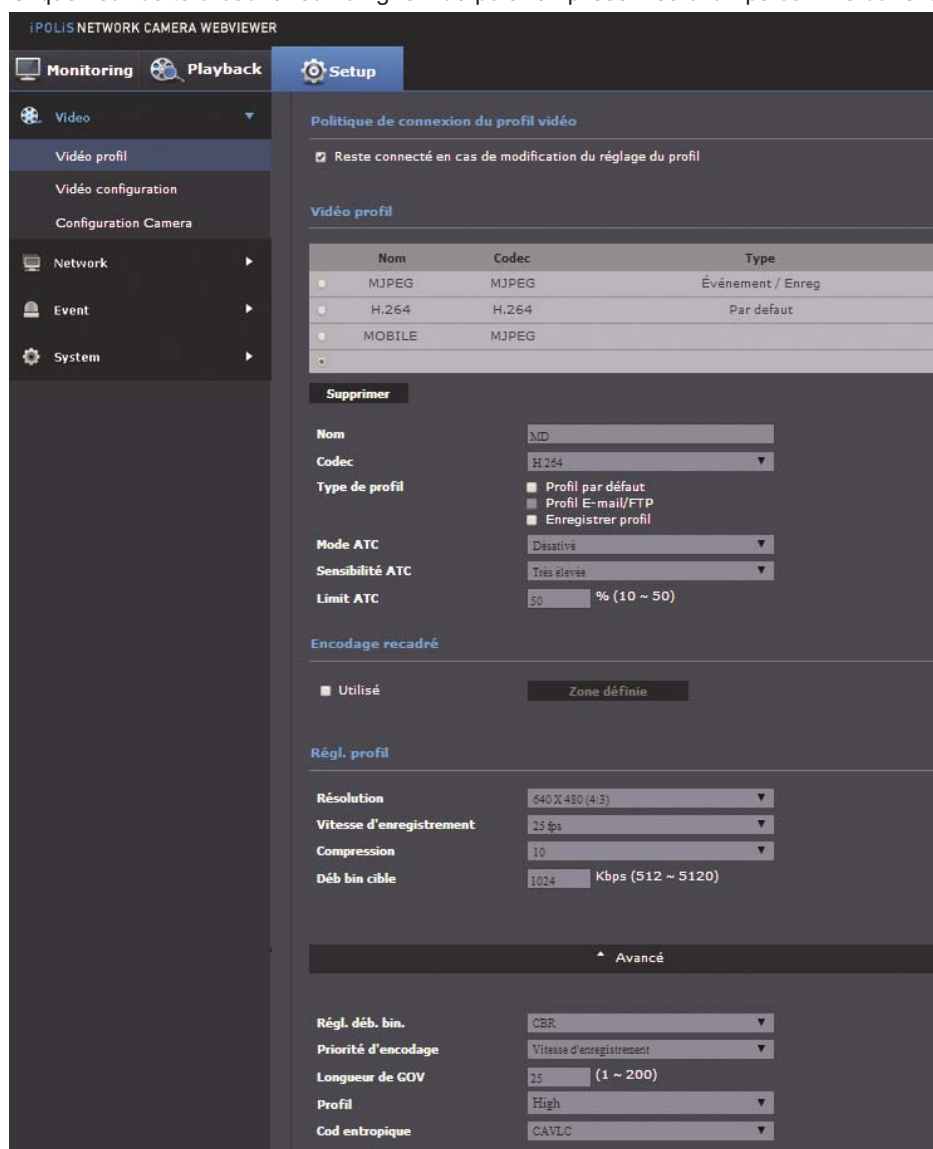 iPOLiS NETWORK CAMERA WEBVIEWER
Monitoring Playback Setup
Video
Vidéo profil
Vidéo configuration
Configuration Camera
Network
Event
System
Politique de connexion du profil vidéo
Reste connecté en cas de modification du réglage du profil
Vidéo profil
Nom Codec Type
MJPEG MJPEG Événement / Enreg
H.264 H.264 Par defaut
MOBILE MJPEG
Supprimer
Nom MD
Codec H.264
Type de profil Profil par défaut
Profil E-mail/FTP
Enregistrer profil
Mode ATC Désativé
Sensibilité ATC Très élevée
Limit ATC 50 % (10 ~ 50)
Encodage recadré
Utilisé Zone définie
Régl. profil
Résolution 640 X 480 (4:3)
Vitesse d'enregistrement 25 fps
Compression 10
Déb bin cible 1024 Kbps (512 ~ 5120)
Avancé
Régl. déb. bin. CBR
Priorité d'encodage Vitesse d'enregistrement
Longueur de GOV 25 (1 ~ 200)
Profil High
Cod entropique CAVLC